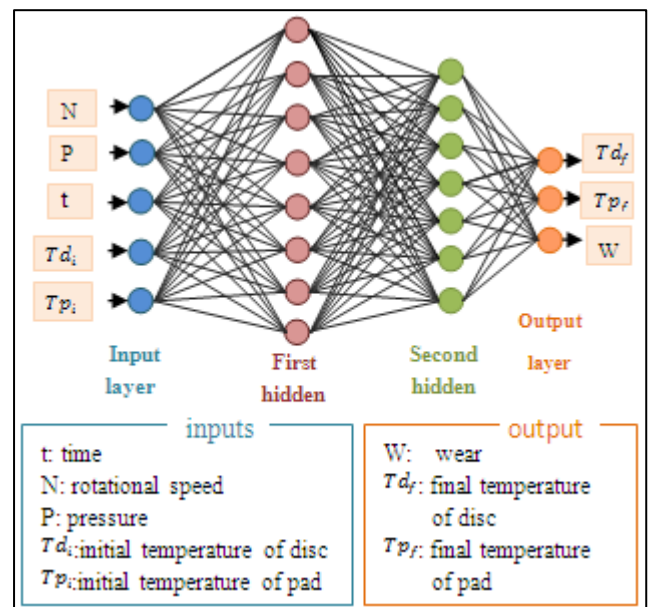 N
P
t
Td_i
Tp_i
Td_f
Tp_f
W
Input layer
First hidden
Second hidden
Output layer
inputs
t: time
N: rotational speed
P: pressure
Td_i:initial temperature of disc
Tp_i:initial temperature of pad
output
W: wear
Td_f: final temperature
of disc
Tp_f: final temperature
of pad